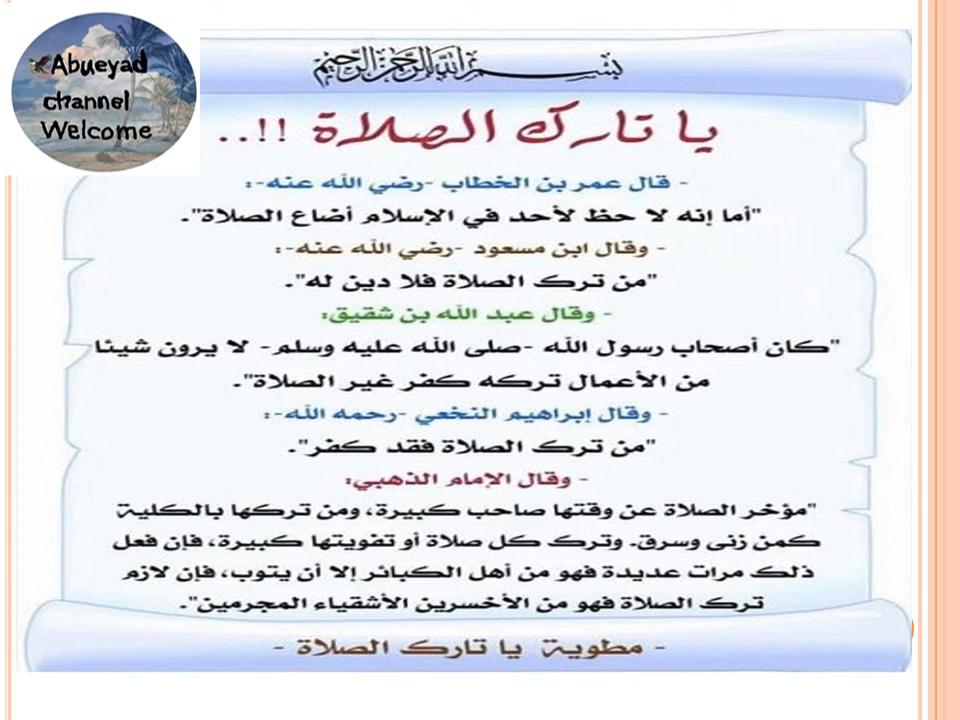 Abueyad
channel
Welcome
بسم الله الرحمن الرحيم
يا تارك الصلاة !!..
- قال عمر بن الخطاب -رضي الله عنه-:
"أما إنه لا حظ لأحد في الإسلام أضاع الصلاة".
- وقال ابن مسعود -رضي الله عنه-:
"من ترك الصلاة فلا دين له".
- وقال عبد الله بن شقيق:
"كان أصحاب رسول الله -صلى الله عليه وسلم- لا يرون شيئا
من الأعمال تركه كفر غير الصلاة".
- وقال إبراهيم النخعي -رحمه الله-:
"من ترك الصلاة فقد كفر".
- وقال الإمام الذهبي:
"مؤخر الصلاة عن وقتها صاحب كبيرة، ومن تركها بالكلية
كمن زنى وسرق. وترك كل صلاة أو تفويتها كبيرة، فإن فعل
ذلك مرات عديدة فهو من أهل الكبائر إلا أن يتوب، فإن لازم
ترك الصلاة فهو من الأخسرين الأشقياء المجرمين".
- مطوية يا تارك الصلاة -